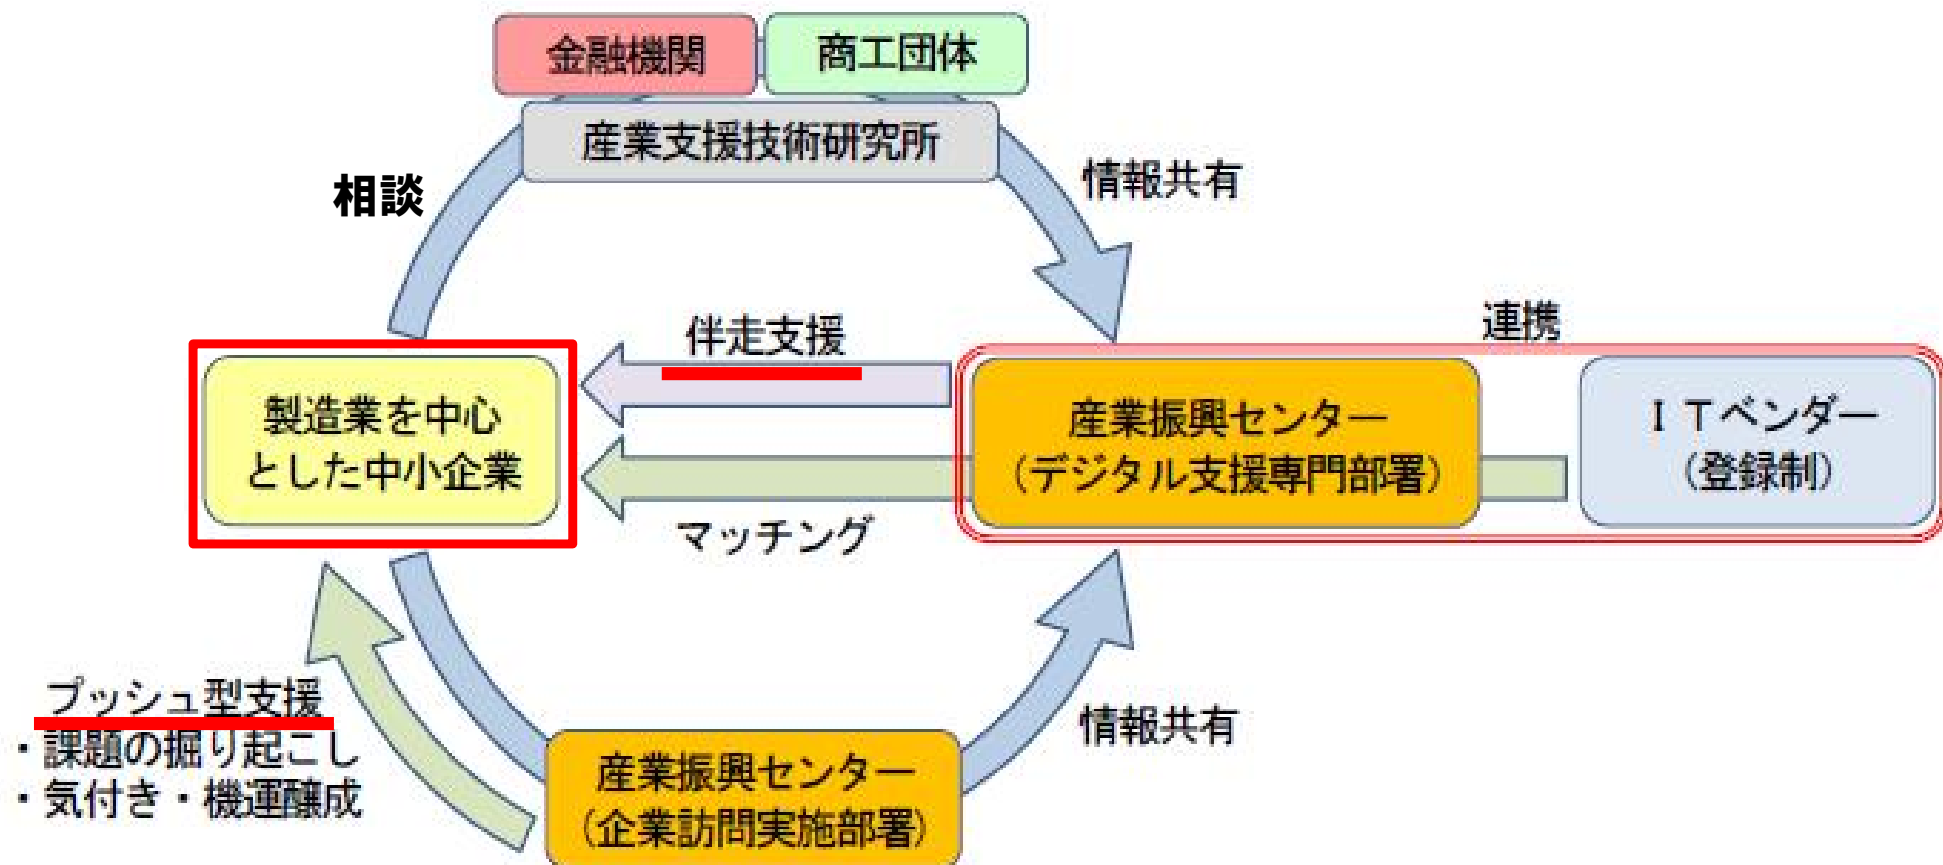 金融機関
商工団体
産業支援技術研究所
相談
情報共有
連携
伴走支援
製造業を中心
とした中小企業
産業振興センター
（デジタル支援専門部署）
ＩＴベンダー
（登録制）
マッチング
プッシュ型支援
・課題の掘り起こし
・気付き・機運醸成
情報共有
産業振興センター
（企業訪問実施部署）